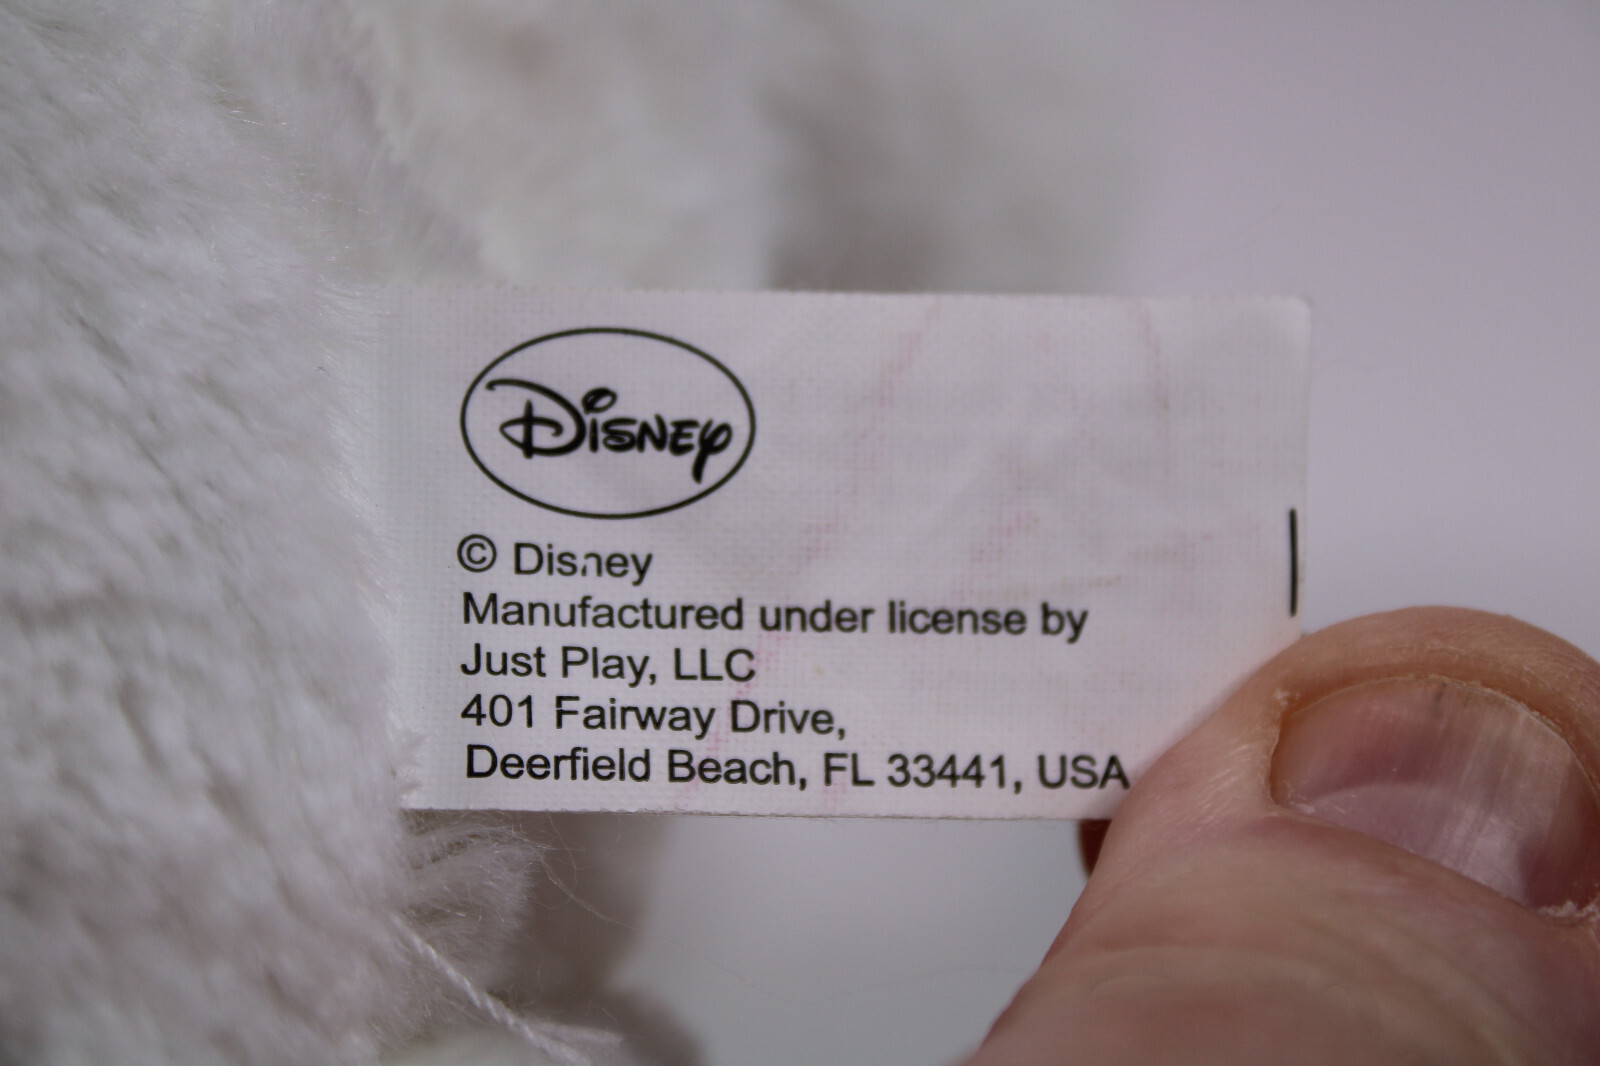 Disney
© Disney
Manufactured under license by
Just Play, LLC
401 Fairway Drive,
Deerfield Beach, FL 33441, USA